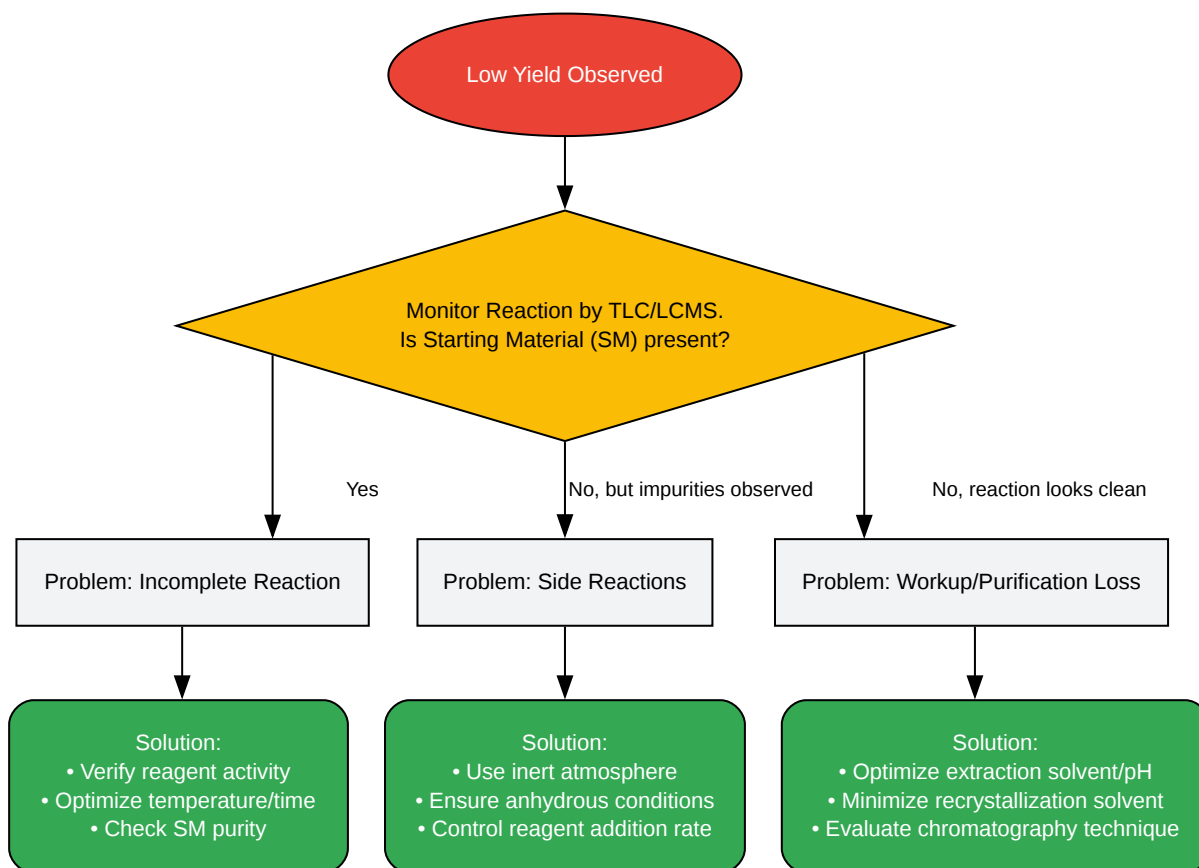 Low Yield Observed
Monitor Reaction by TLC/LCMS.
Is Starting Material (SM) present?
Yes
No, but impurities observed
No, reaction looks clean
Problem: Incomplete Reaction
Problem: Side Reactions
Problem: Workup/Purification Loss
Solution:
• Verify reagent activity
• Optimize temperature/time
• Check SM purity
Solution:
• Use inert atmosphere
• Ensure anhydrous conditions
• Control reagent addition rate
Solution:
• Optimize extraction solvent/pH
• Minimize recrystallization solvent
• Evaluate chromatography technique